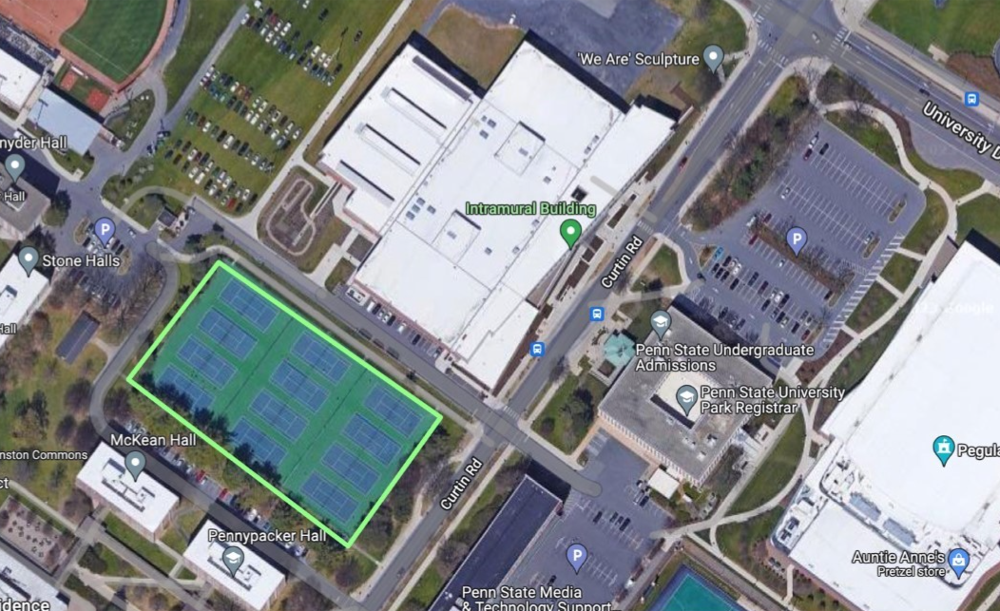 'We Are' Sculpture
University D
nyder Hall
Hall
Intramural Building
P
P
Stone Halls
Curtin Rd
Hall
Penn State Undergraduate
Admissions
Penn State University
Park Registrar
McKean Hall
nston Commons
Pegula
ct
Curtin Rd
Pennypacker Hall
P
Auntie Anne's
Pretzel store
Penn State Media
& Technology Support
idence